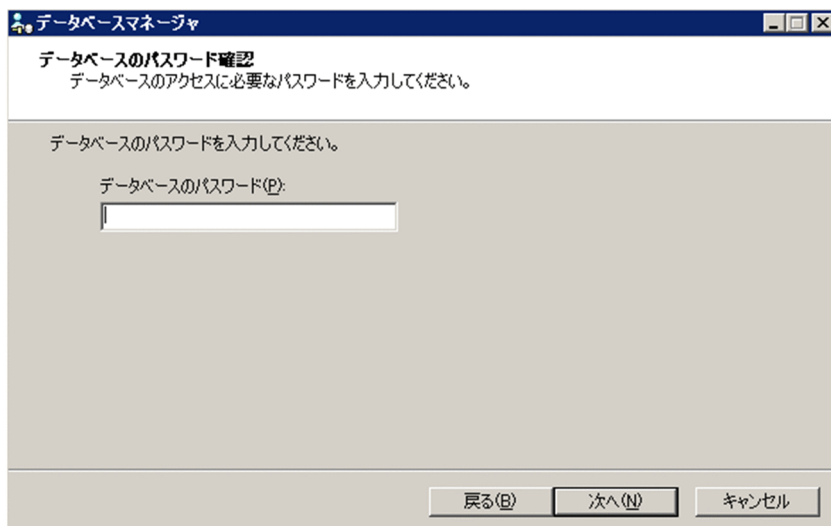 データベースマネージャ
データベースのパスワード確認
データベースのアクセスに必要なパスワードを入力してください。
データベースのパスワードを入力してください。
データベースのパスワード(P):
戻る(B) 次へ(N) キャンセル